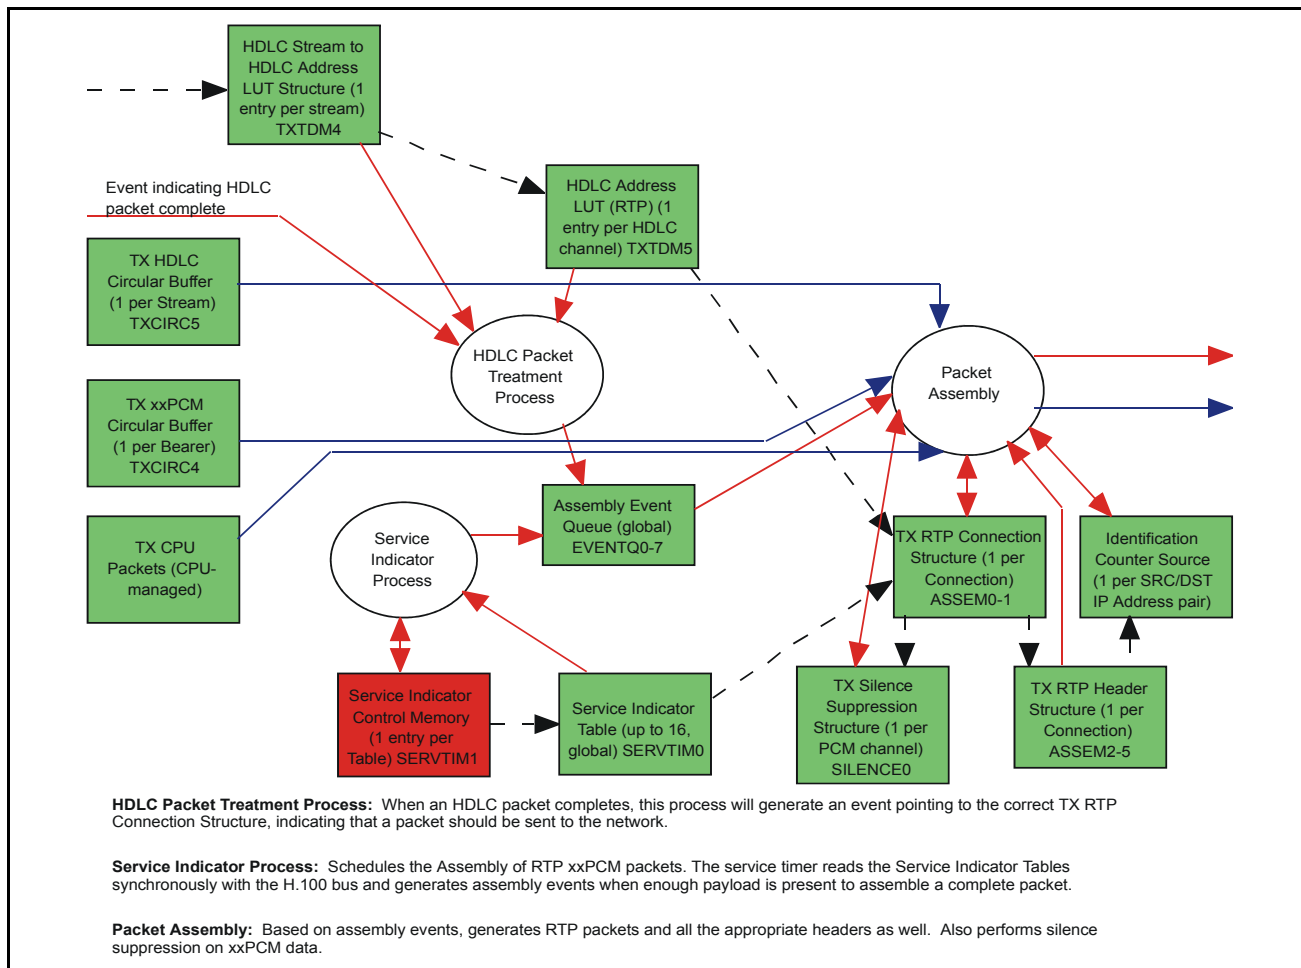 HDLC Stream to
HDLC Address
LUT Structure (1
entry per stream)
TXTDM4
Event indicating HDLC
packet complete
HDLC Address
LUT (RTP) (1
entry per HDLC
channel) TXTDM5
TX HDLC
Circular Buffer
(1 per Stream)
TXCIRC5
HDLC Packet
Treatment
Process
Packet
Assembly
TX xxPCM
Circular Buffer
(1 per Bearer)
TXCIRC4
Assembly Event
Queue (global)
EVENTQ0-7
TX CPU
Packets (CPU-
managed)
Service
Indicator
Process
TX RTP Connection
Structure (1 per
Connection)
ASSEM0-1
Identification
Counter Source
(1 per SRC/DST
IP Address pair)
Service Indicator
Control Memory
(1 entry per
Table) SERVTIM1
Service Indicator
Table (up to 16,
global) SERVTIM0
TX Silence
Suppression
Structure (1 per
PCM channel)
SILENCE0
TX RTP Header
Structure (1 per
Connection)
ASSEM2-5
HDLC Packet Treatment Process: When an HDLC packet completes, this process will generate an event pointing to the correct TX RTP
Connection Structure, indicating that a packet should be sent to the network.
Service Indicator Process: Schedules the Assembly of RTP xxPCM packets. The service timer reads the Service Indicator Tables
synchronously with the H.100 bus and generates assembly events when enough payload is present to assemble a complete packet.
Packet Assembly: Based on assembly events, generates RTP packets and all the appropriate headers as well. Also performs silence
suppression on xxPCM data.